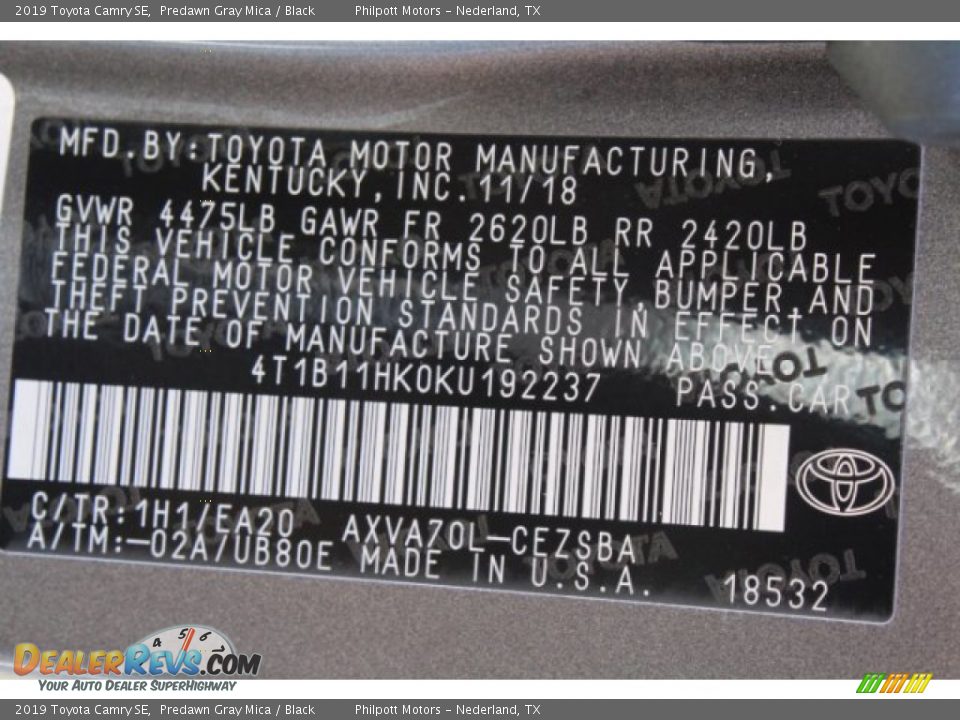 2019 Toyota Camry SE, Predawn Gray Mica / Black Philpott Motors - Nederland, TX
MFD.BY:TOYOTA MOTOR MANUFACTURING,
KENTUCKY,INC.11/18
GVWR 4475LB GAWR FR 2620LB RR 2420LB
THIS VEHICLE CONFORMS TO ALL APPLICABLE
FEDERAL MOTOR VEHICLE SAFETY,BUMPER,AND
THEFT PREVENTION STANDARDS IN EFFECT ON
THE DATE OF MANUFACTURE SHOWN ABOVE.
4T1B11HK0KU192237 PASS.CAR
C/TR:1H1/EA20 AXVA70L-CEZSBA
A/TM:-02A/UB80E MADE IN U.S.A.
18532
4 5 6 7
DEALERREVS.COM
YOUR AUTO DEALER SUPERHIGHWAY
2019 Toyota Camry SE, Predawn Gray Mica / Black Philpott Motors - Nederland, TX